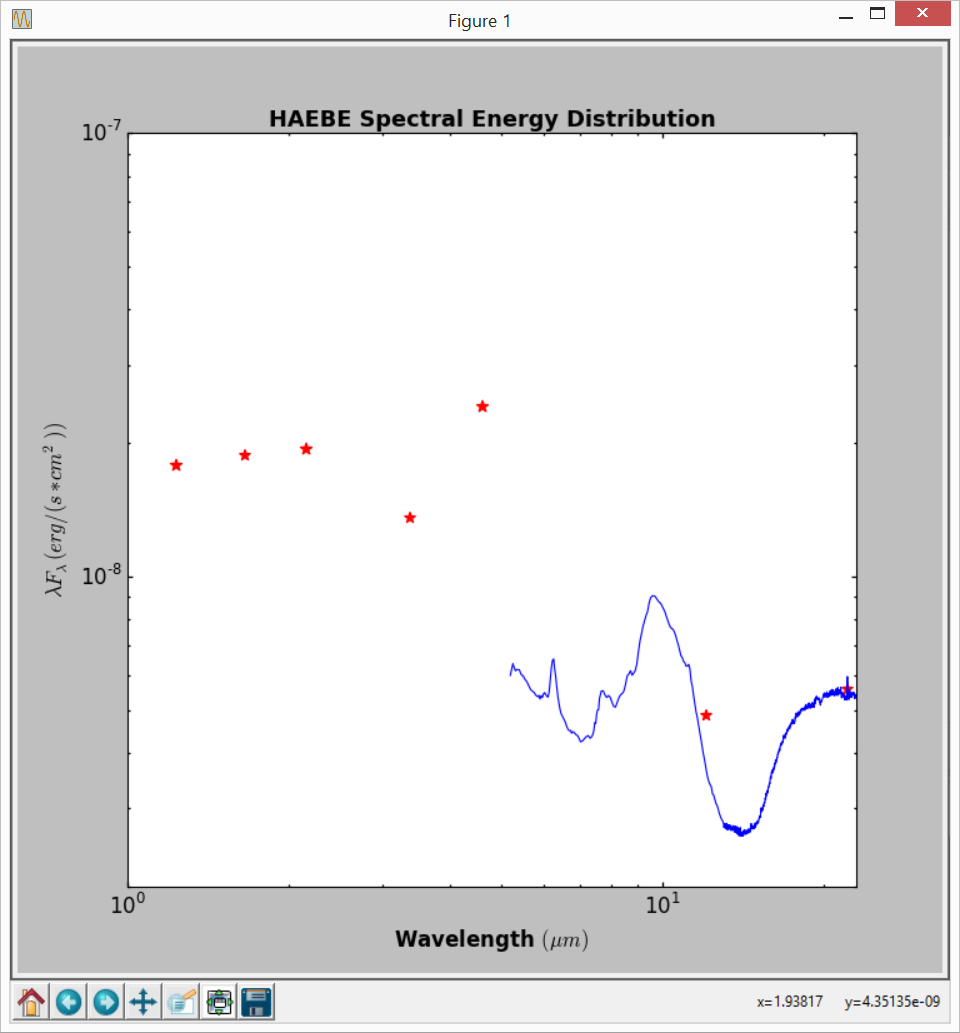 Figure 1
HAEBE Spectral Energy Distribution
10^-7
10^-8
λF_λ (erg/(s∗cm^2))
10^0 10^1
Wavelength (μm)
x=1.93817 y=4.35135e-09